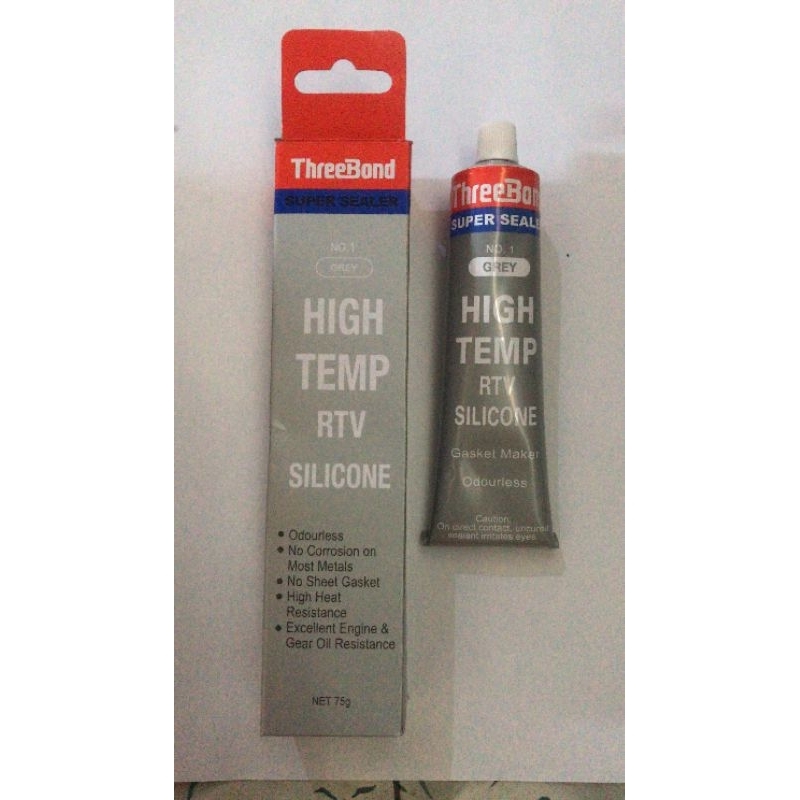 ThreeBond
SUPER SEALER
NO. 1
GREY
HIGH
TEMP
RTV
SILICONE
• Odourless
• No Corrosion on
Most Metals
• No Sheet Gasket
• High Heat
Resistance
• Excellent Engine &
Gear Oil Resistance
NET 75g
ThreeBon
SUPER SEALE
NO. 1
GREY
HIGH
TEMP
RTV
SILICONE
Gasket Maker
Odourless
Caution:
On direct contact, uncured
sealant irritates eyes